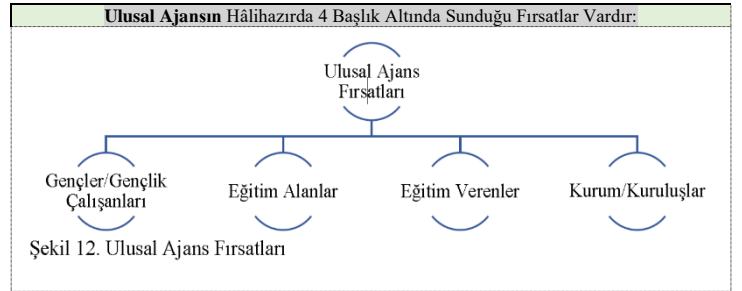 Ulusal Ajansın Hâlihazırda 4 Başlık Altında Sunduğu Fırsatlar Vardır:
Ulusal Ajans
Fırsatları
Gençler/Gençlik
Çalışanları
Eğitim Alanlar
Eğitim Verenler
Kurum/Kuruluşlar
Şekil 12. Ulusal Ajans Fırsatları